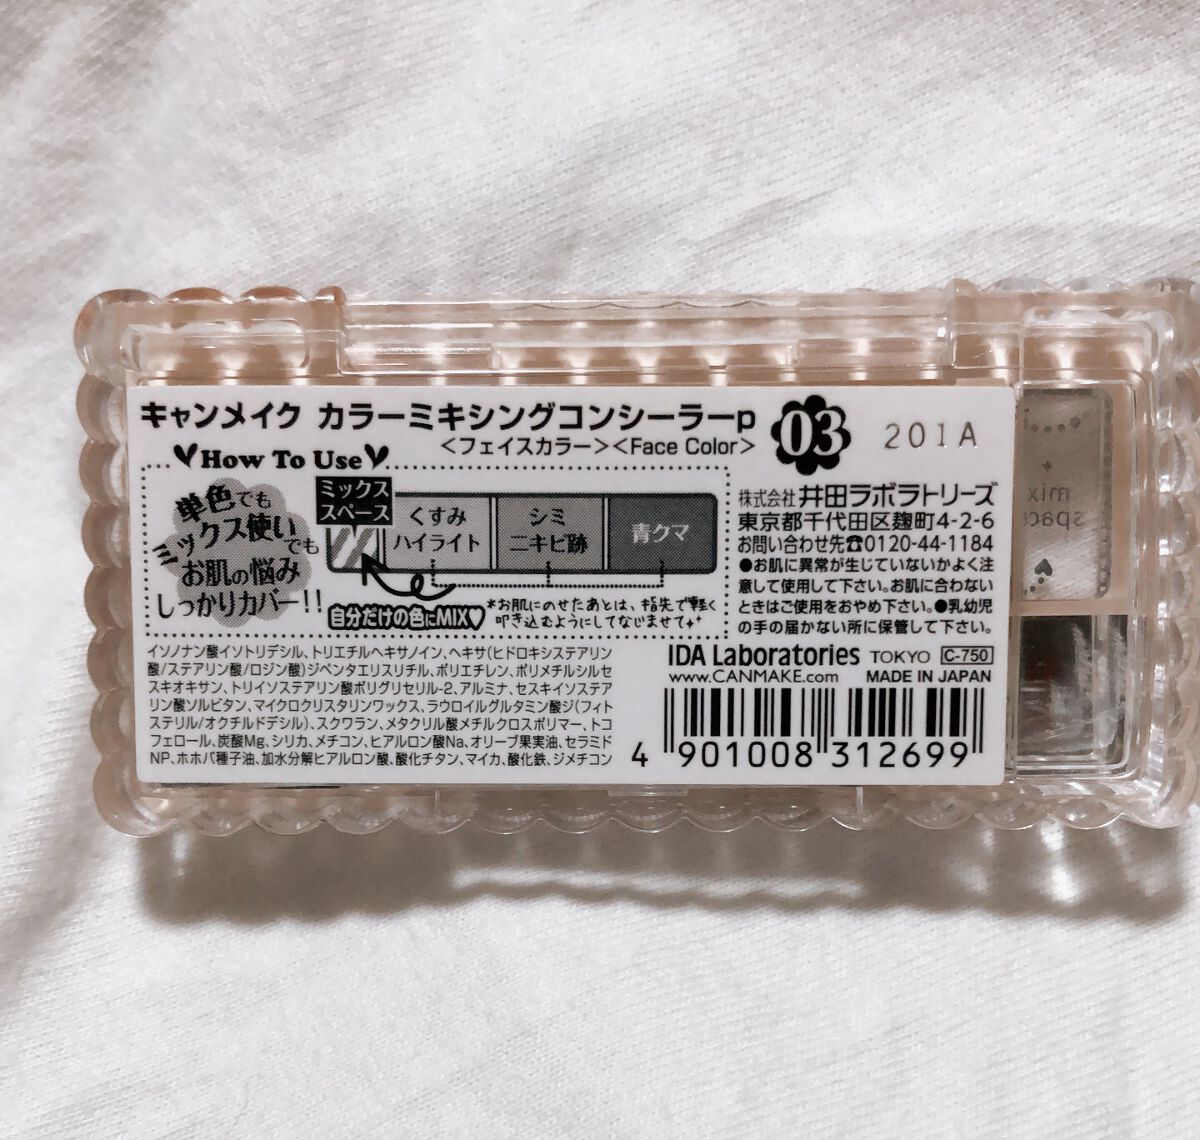 キャンメイク カラーミキシングコンシーラーp
<フェイスカラー><Face Color>
03
201A
How To Use
単色でも
ミックス使い
でも
お肌の悩み
しっかりカバー!!
ミックス
スペース
くすみ
ハイライト
シミ
ニキビ跡
青クマ
自分だけの色にMIX♥
*お肌にのせたあとは、指先で軽く
叩き込むようにしてなじませて
株式会社 井田ラボラトリーズ
東京都千代田区麹町4-2-6
お問い合わせ先☎0120-44-1184
●お肌に異常が生じていないかよく注
意して使用して下さい。お肌に合わない
ときはご使用をおやめ下さい。●乳幼児
の手の届かない所に保管して下さい。
IDA Laboratories TOKYO C-750
www.CANMAKE.com MADE IN JAPAN
イソノナン酸イソトリデシル、トリエチルヘキサノイン、ヘキサ(ヒドロキシステアリン
酸/ステアリン酸/ロジン酸)ジペンタエリスリチル、ポリエチレン、ポリメチルシルセ
スキオキサン、トリイソステアリン酸ポリグリセリル-2、アルミナ、セスキイソステア
リン酸ソルビタン、マイクロクリスタリンワックス、ラウロイルグルタミン酸ジ(フィト
ステリル/オクチルドデシル)、スクワラン、メタクリル酸メチルクロスポリマー、トコ
フェロール、炭酸Mg、シリカ、メチコン、ヒアルロン酸Na、オリーブ果実油、セラミド
NP、ホホバ種子油、加水分解ヒアルロン酸、酸化チタン、マイカ、酸化鉄、ジメチコン
4 901008 312699
mix
space